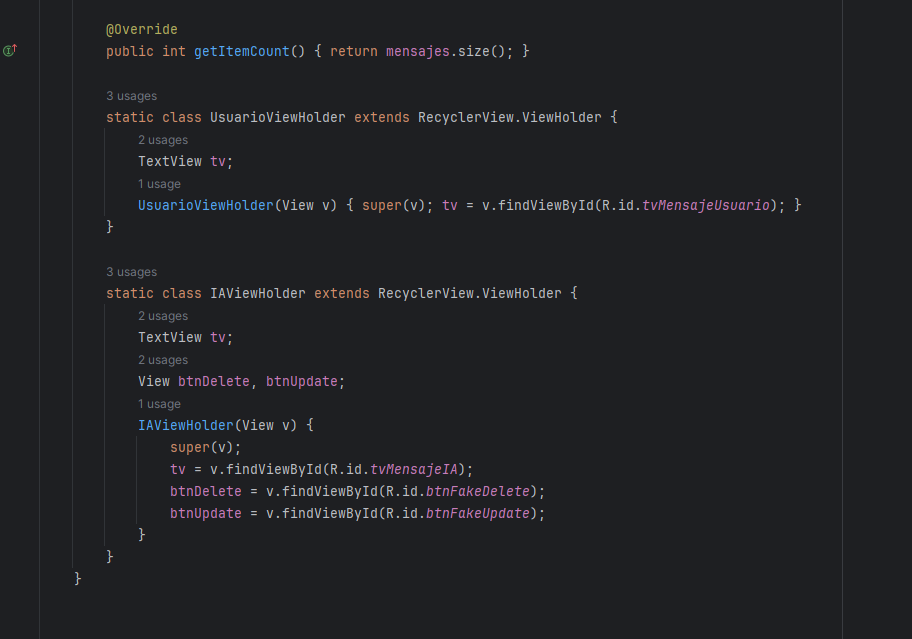 @Override
public int getItemCount() { return mensajes.size(); }
3 usages
static class UsuarioViewHolder extends RecyclerView.ViewHolder {
2 usages
TextView tv;
1 usage
UsuarioViewHolder(View v) { super(v); tv = v.findViewById(R.id.tvMensajeUsuario); }
}
3 usages
static class IAViewHolder extends RecyclerView.ViewHolder {
2 usages
TextView tv;
2 usages
View btnDelete, btnUpdate;
1 usage
IAViewHolder(View v) {
super(v);
tv = v.findViewById(R.id.tvMensajeIA);
btnDelete = v.findViewById(R.id.btnFakeDelete);
btnUpdate = v.findViewById(R.id.btnFakeUpdate);
}
}
}